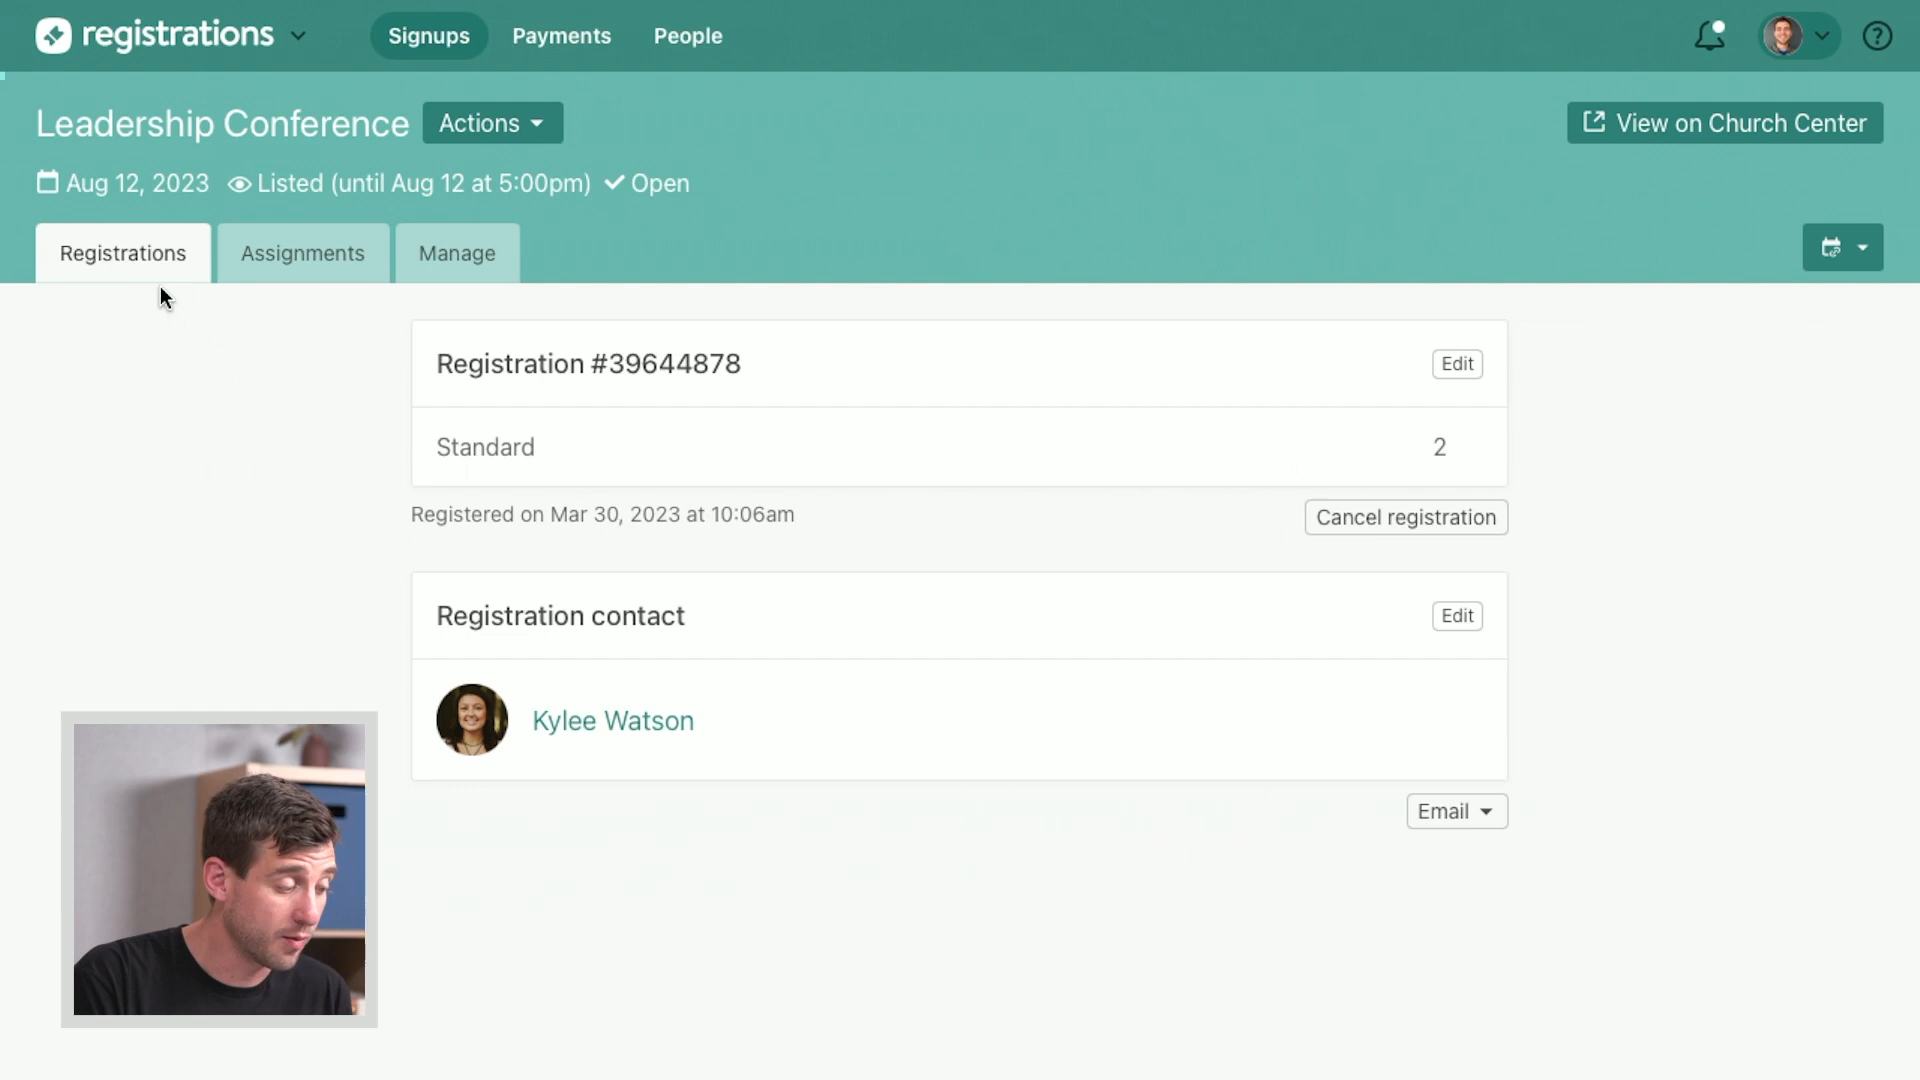 registrations
Signups
Payments
People
Leadership Conference
Actions
View on Church Center
Aug 12, 2023 Listed (until Aug 12 at 5:00pm) Open
Registrations
Assignments
Manage
Registration #39644878
Edit
Standard 2
Registered on Mar 30, 2023 at 10:06am
Cancel registration
Registration contact
Edit
Kylee Watson
Email